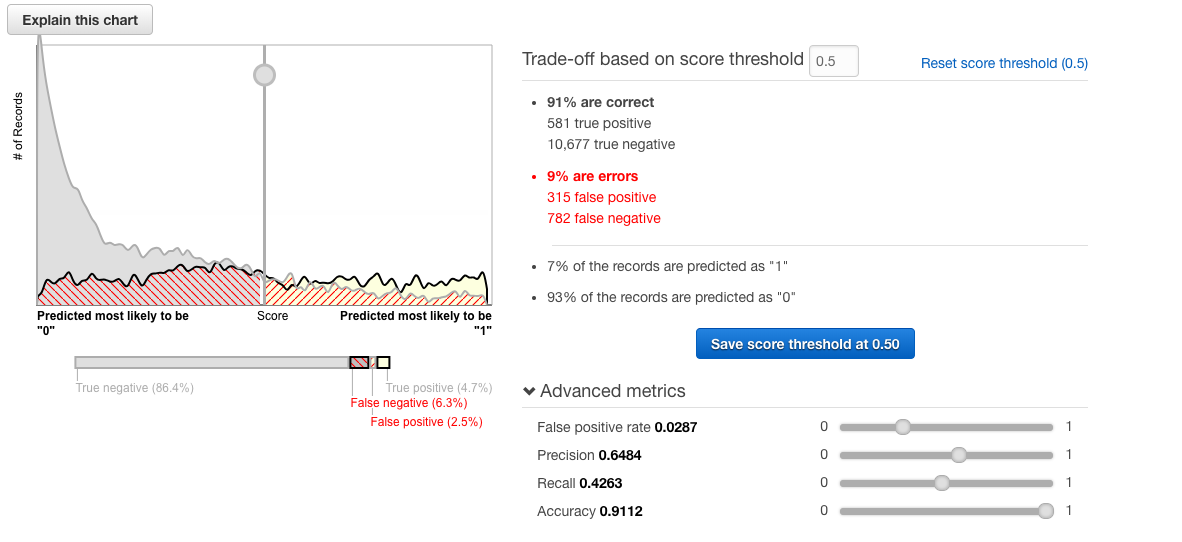 Explain this chart
# of Records
Predicted most likely to be
"0"
Score
Predicted most likely to be
"1"
True negative (86.4%)
True positive (4.7%)
False negative (6.3%)
False positive (2.5%)
Trade-off based on score threshold 0.5
Reset score threshold (0.5)
• 91% are correct
581 true positive
10,677 true negative
• 9% are errors
315 false positive
782 false negative
• 7% of the records are predicted as "1"
• 93% of the records are predicted as "0"
Save score threshold at 0.50
Advanced metrics
False positive rate 0.0287 0 1
Precision 0.6484 0 1
Recall 0.4263 0 1
Accuracy 0.9112 0 1